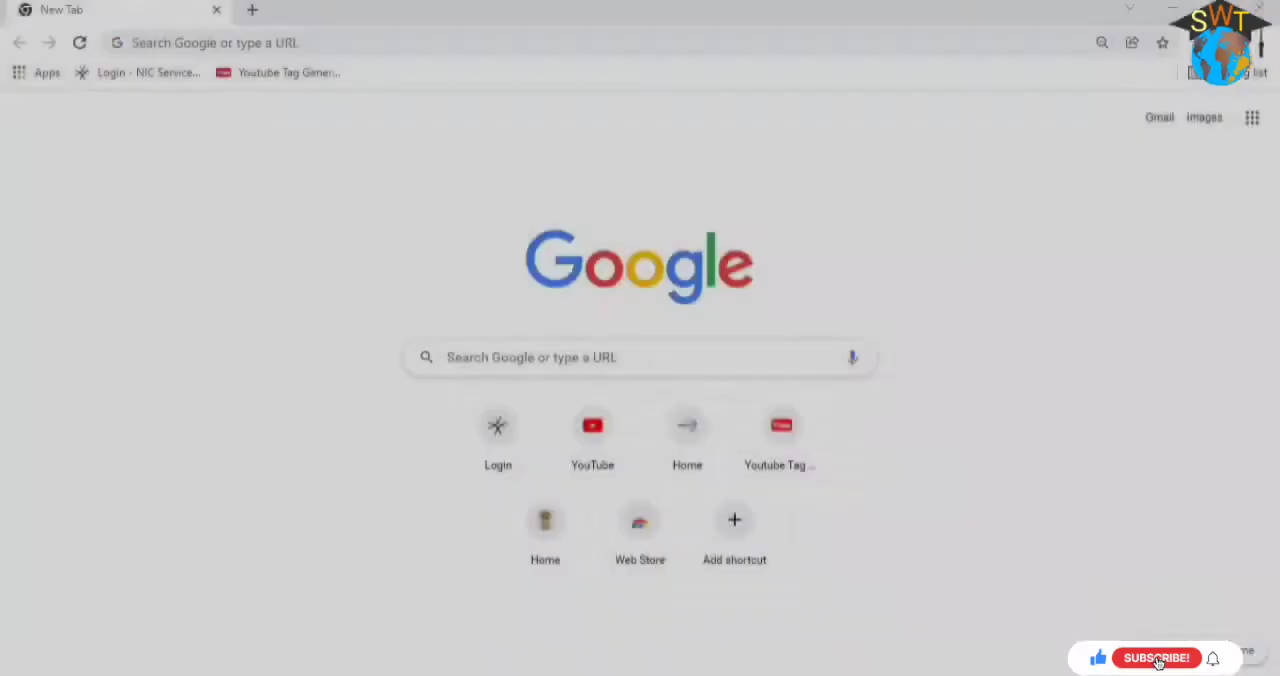 New Tab
SWT
Search Google or type a URL
Apps
Login - NIC Service...
Youtube Tag Gener...
list
Gmail Images
Google
Search Google or type a URL
Login YouTube Home Youtube Tag ...
Home Web Store Add shortcut
SUBSCRIBE!